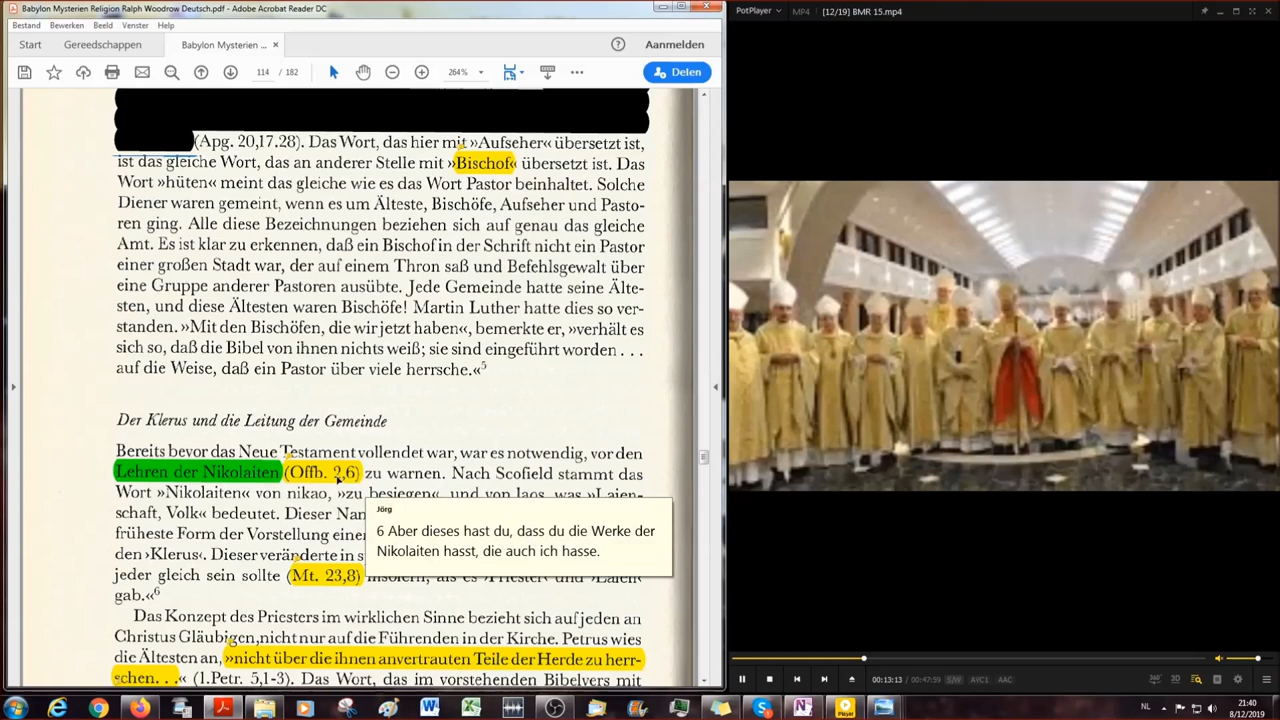 Babylon Mysterien Religion Ralph Woodrow Deutsch.pdf - Adobe Acrobat Reader DC
Bestand Bewerken Beeld Venster Help
Start Gereedschappen Babylon Mysterien ... × ? Aanmelden
114 / 182 264% Delen
(Apg. 20,17.28). Das Wort, das hier mit »Aufseher« übersetzt ist,
ist das gleiche Wort, das an anderer Stelle mit »Bischof« übersetzt ist. Das
Wort »hüten« meint das gleiche wie es das Wort Pastor beinhaltet. Solche
Diener waren gemeint, wenn es um Älteste, Bischöfe, Aufseher und Pasto-
ren ging. Alle diese Bezeichnungen beziehen sich auf genau das gleiche
Amt. Es ist klar zu erkennen, daß ein Bischof in der Schrift nicht ein Pastor
einer großen Stadt war, der auf einem Thron saß und Befehlsgewalt über
eine Gruppe anderer Pastoren ausübte. Jede Gemeinde hatte seine Älte-
sten, und diese Ältesten waren Bischöfe! Martin Luther hatte dies so ver-
standen. »Mit den Bischöfen, die wir jetzt haben«, bemerkte er, »verhält es
sich so, daß die Bibel von ihnen nichts weiß; sie sind eingeführt worden . . .
auf die Weise, daß ein Pastor über viele herrsche.«5
Der Klerus und die Leitung der Gemeinde
Bereits bevor das Neue Testament vollendet war, war es notwendig, vor den
Lehren der Nikolaiten (Offb. 2,6) zu warnen. Nach Scofield stammt das
Wort »Nikolaiten« von nikao, »zu besiegen«, und von laos, was »Laien-
schaft, Volk« bedeutet. Dieser Nam
früheste Form der Vorstellung eine
den ›Klerus‹. Dieser veränderte in s
jeder gleich sein sollte (Mt. 23,8) insofern, als es ›Priester‹ und ›Laien‹
gab.«6
Das Konzept des Priesters im wirklichen Sinne bezieht sich auf jeden an
Christus Gläubigen,nicht nur auf die Führenden in der Kirche. Petrus wies
die Ältesten an, »nicht über die ihnen anvertrauten Teile der Herde zu herr-
schen. . .« (1.Petr. 5,1-3). Das Wort, das im vorstehenden Bibelvers mit
Jörg
6 Aber dieses hast du, dass du die Werke der
Nikolaiten hasst, die auch ich hasse.
PotPlayer MP4 [12/19] BMR 15.mp4
00:13:13 / 00:47:59 S/W AVC1 AAC
360° 3D
NL 21:40
8/12/2019